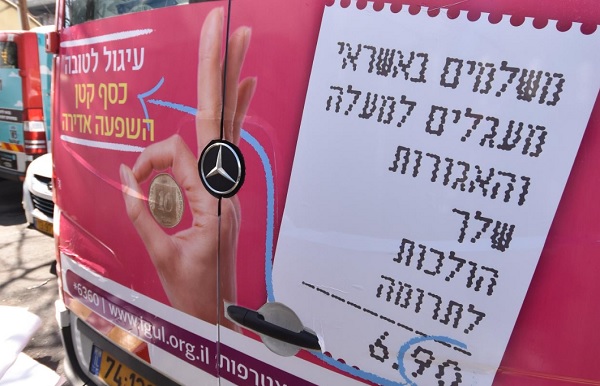 עיגול לטובה
כסף קטן
השפעה אדירה
משלמים באשראי
מעגלים למעלה
והאגורות
שלך
הולכות
לתרומה
6.90
*6360 | www.igul.org.il